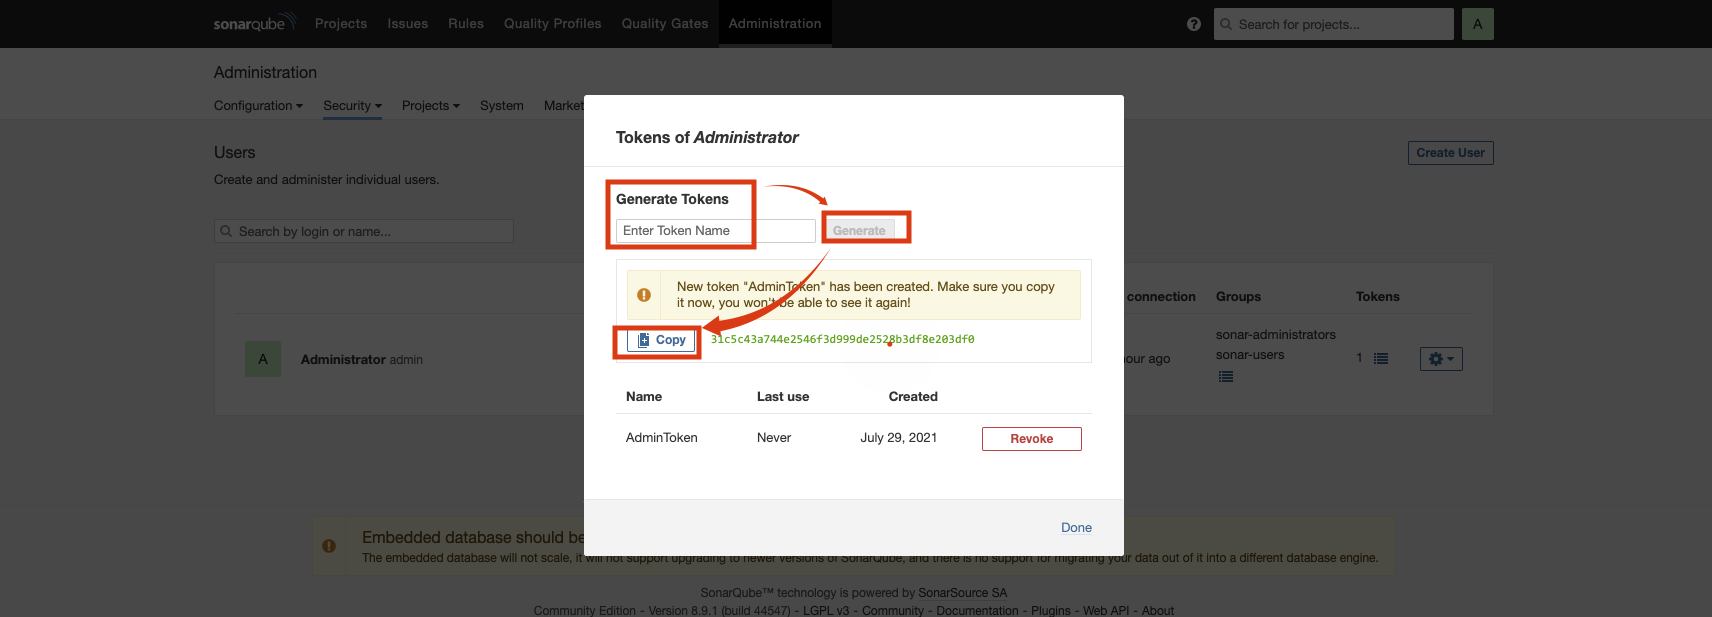 sonarqube Projects Issues Rules Quality Profiles Quality Gates Administration ? Search for projects... A
Administration
Configuration Security Projects System Market
Users
Create User
Create and administer individual users.
Search by login or name...
connection Groups Tokens
A Administrator admin
hour ago
sonar-administrators
sonar-users
1
Tokens of Administrator
Generate Tokens
Enter Token Name Generate
New token "AdminToken" has been created. Make sure you copy
it now, you won't be able to see it again!
Copy 31c5c43a744e2546f3d999de2528b3df8e203df0
Name Last use Created
AdminToken Never July 29, 2021 Revoke
Done
Embedded database should be
The embedded database will not scale, it will not support upgrading to newer versions of SonarQube, and there is no support for migrating your data out of it into a different database engine.
SonarQube™ technology is powered by SonarSource SA
Community Edition - Version 8.9.1 (build 44547) - LGPL v3 - Community - Documentation - Plugins - Web API - About